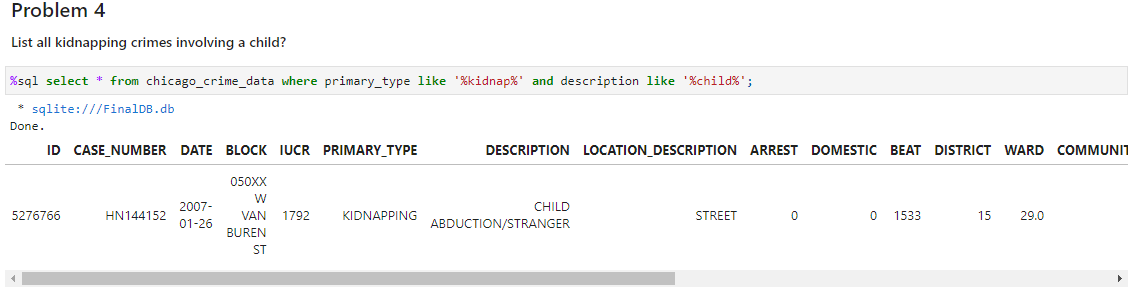 Problem 4
List all kidnapping crimes involving a child?
%sql select * from chicago_crime_data where primary_type like '%kidnap%' and description like '%child%';
* sqlite:///FinalDB.db
Done.
ID CASE_NUMBER DATE BLOCK IUCR PRIMARY_TYPE DESCRIPTION LOCATION_DESCRIPTION ARREST DOMESTIC BEAT DISTRICT WARD COMMUNIT
050XX
W
2007- CHILD
5276766 HN144152 VAN 1792 KIDNAPPING STREET 0 0 1533 15 29.0
01-26 ABDUCTION/STRANGER
BUREN
ST